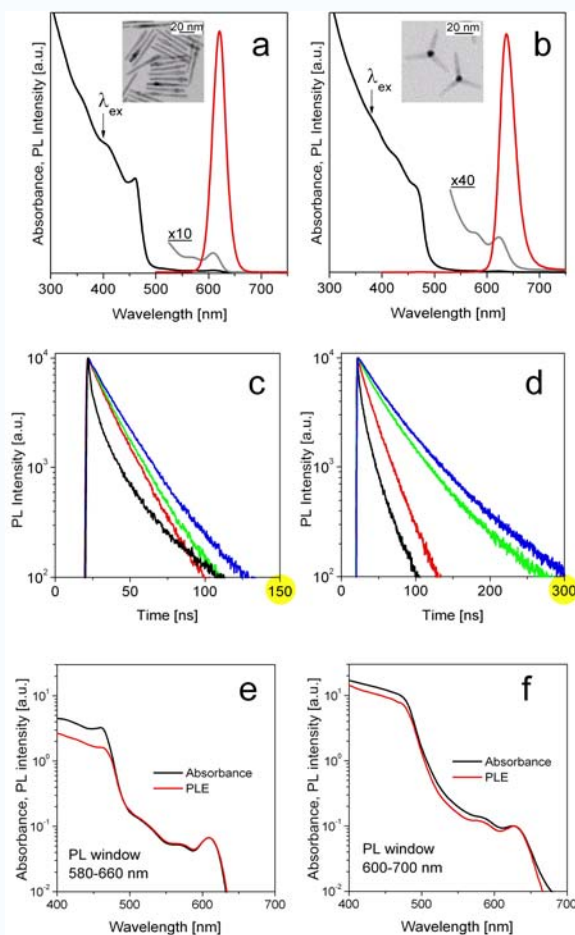 a
20 nm
λex
x10
Absorbance, PL Intensity [a.u.]
300 400 500 600 700
Wavelength [nm]
b
20 nm
λex
x40
Absorbance, PL Intensity [a.u.]
300 400 500 600 700
Wavelength [nm]
c
PL Intensity [a.u.]
10⁴
10³
10²
0 50 100 150
Time [ns]
d
PL Intensity [a.u.]
10⁴
10³
10²
0 100 200 300
Time [ns]
e
Absorbance, PL intensity [a.u.]
10¹
10⁰
10⁻¹
10⁻²
Absorbance
PLE
PL window
580-660 nm
400 500 600 700
Wavelength [nm]
f
Absorbance, PL intensity [a.u.]
10¹
10⁰
10⁻¹
10⁻²
Absorbance
PLE
PL window
600-700 nm
400 500 600 700
Wavelength [nm]